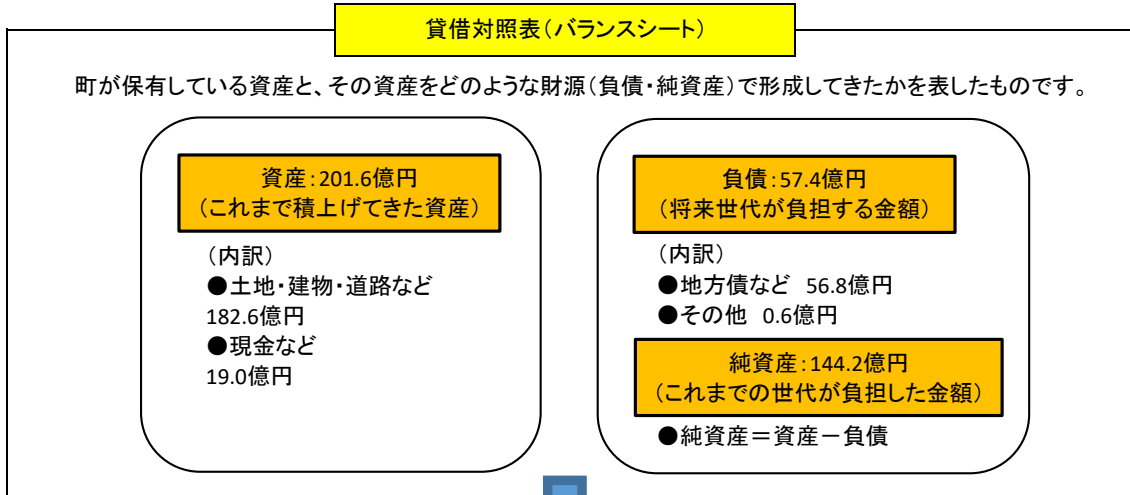 貸借対照表(バランスシート)
町が保有している資産と、その資産をどのような財源(負債・純資産)で形成してきたかを表したものです。
資産:201.6億円
(これまで積上げてきた資産)
(内訳)
●土地・建物・道路など
182.6億円
●現金など
19.0億円
負債:57.4億円
(将来世代が負担する金額)
(内訳)
●地方債など 56.8億円
●その他 0.6億円
純資産:144.2億円
(これまでの世代が負担した金額)
●純資産=資産-負債